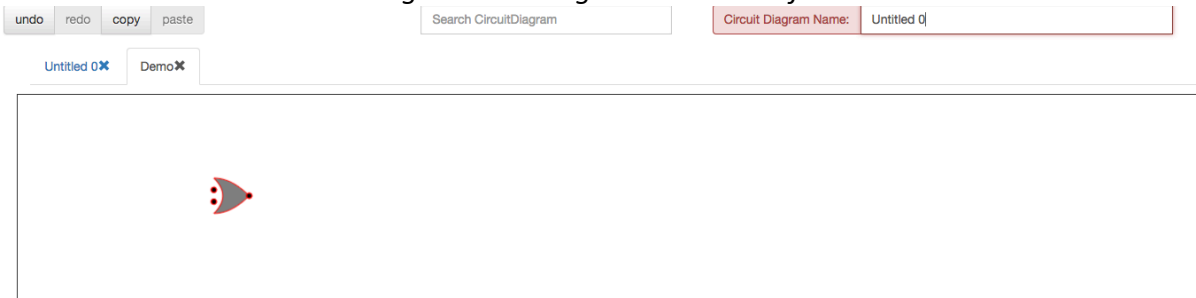 undo redo copy paste Search CircuitDiagram Circuit Diagram Name: Untitled 0
Untitled 0✖ Demo✖